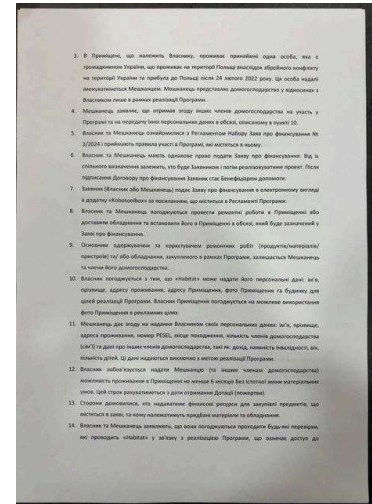 3. В Приміщені, що належить Власнику, проживає принаймні одна особа, яка є
громадянином України, що проживає на території Польщі внаслідок збройного конфлікту
на території України та прибула до Польщі після 24 лютого 2022 року. Ця особа надалі
іменуватиметься Мешканцем. Мешканець представляє домогосподарство у відносинах з
Власником лише в рамках реалізації Програми.
4. Мешканець заявляє, що отримав згоду інших членів домогосподарства на участь у
Програмі та на передачу їхніх персональних даних в обсязі, описаному в пункті 10.
5. Власник та Мешканець ознайомилися з Регламентом Набору Заяв про фінансування №
3/2024 і приймають правила участі в Програмі, які містяться в ньому.
6. Власник та Мешканець мають однакове право подати Заяву про фінансування. Від їх
спільного визначення залежить, хто буде Заявником і потім реалізовуватиме проект. Після
підписання Договору про фінансування Заявник стає Бенефіціаром допомоги.
7. Заявник (Власник або Мешканець) подає Заяву про фінансування в електронному вигляді
в додатку «Kobotoolbox» за посиланням, що міститься в Регламенті Програми.
8. Власник та Мешканець погоджуються провести ремонтні роботи в Приміщенні або
доставити обладнання та встановити його в Приміщенні в обсязі, який буде зазначений у
Заяві про фінансування.
9. Основним одержувачем та користувачем ремонтних робіт (продуктів/матеріалів/
пристроїв) та/ або обладнання, закупленого в рамках Програми, залишається Мешканець
та члени його домогосподарства.
10. Власник погоджується з тим, що «Habitat» може надати його персональні дані: ім'я,
прізвище, адресу проживання, адресу Приміщення, фото Приміщення та будинку для
цілей реалізації Програми. Власник Приміщення погоджується на можливе використання
фото Приміщення в рекламних цілях.
11. Мешканець дає згоду на надання Власником своїх персональних даних: ім'я, прізвище,
адреса проживання, номер PESEL, місце походження, кількість членів домогосподарства
(сім'ї) та дані про інших членів домогосподарства, такі як: дохід, наявність інвалідності, вік,
кількість дітей. Ці дані надаються виключно з метою реалізації Програми.
12. Власник зобов'язується надати Мешканцю (та іншим членам домогосподарства)
можливість проживання в Приміщенні не менше 6 місяців без істотної зміни матеріальних
умов. Цей строк рахуватиметься з дати отримання Дотації (пожертви).
13. Сторони домовилися, хто надаватиме фінансові ресурси для закупівлі предметів, що
містяться в заяві, та кому належатимуть придбані матеріали та обладнання.
14. Власник та Мешканець заявляють, що вони погоджуються проходити будь-які перевірки,
які проводить «Habitat» у зв'язку з реалізацією Програми, що означає доступ до